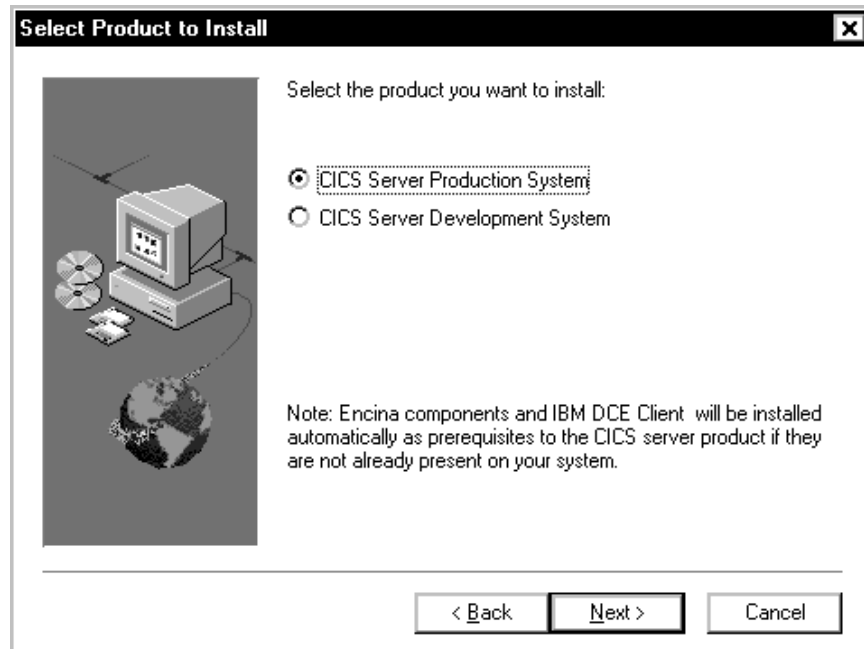 Select Product to Install
Select the product you want to install:
CICS Server Production System
CICS Server Development System
Note: Encina components and IBM DCE Client will be installed
automatically as prerequisites to the CICS server product if they
are not already present on your system.
< Back
Next >
Cancel